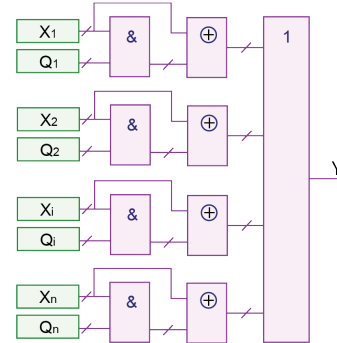 X1 & ⊕ 1
Q1
X2 & ⊕
Q2
Y
Xi & ⊕
Qi
Xn & ⊕
Qn